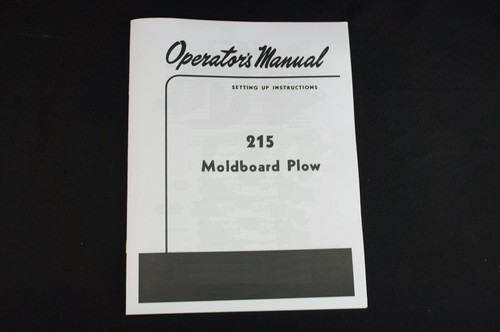 Operator's Manual
SETTING UP INSTRUCTIONS
215
Moldboard Plow